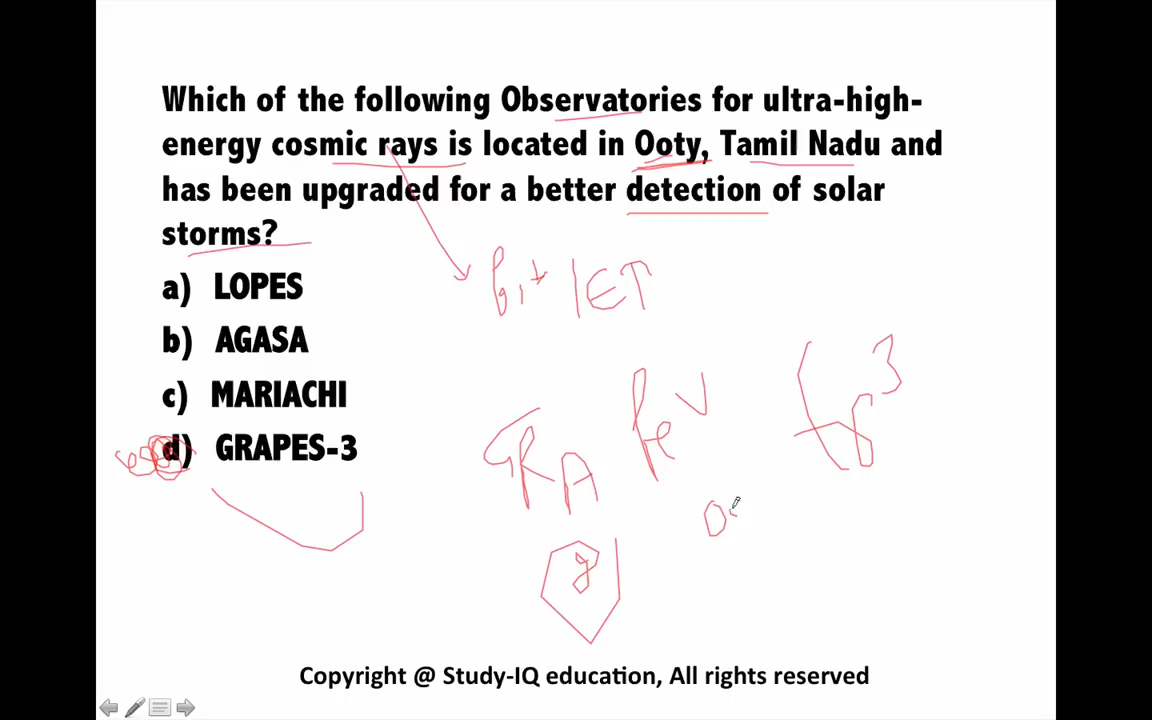 Which of the following Observatories for ultra-high-
energy cosmic rays is located in Ooty, Tamil Nadu and
has been upgraded for a better detection of solar
storms?
a) LOPES
b) AGASA
c) MARIACHI
d) GRAPES-3
GRA
Copyright @ Study-IQ education, All rights reserved